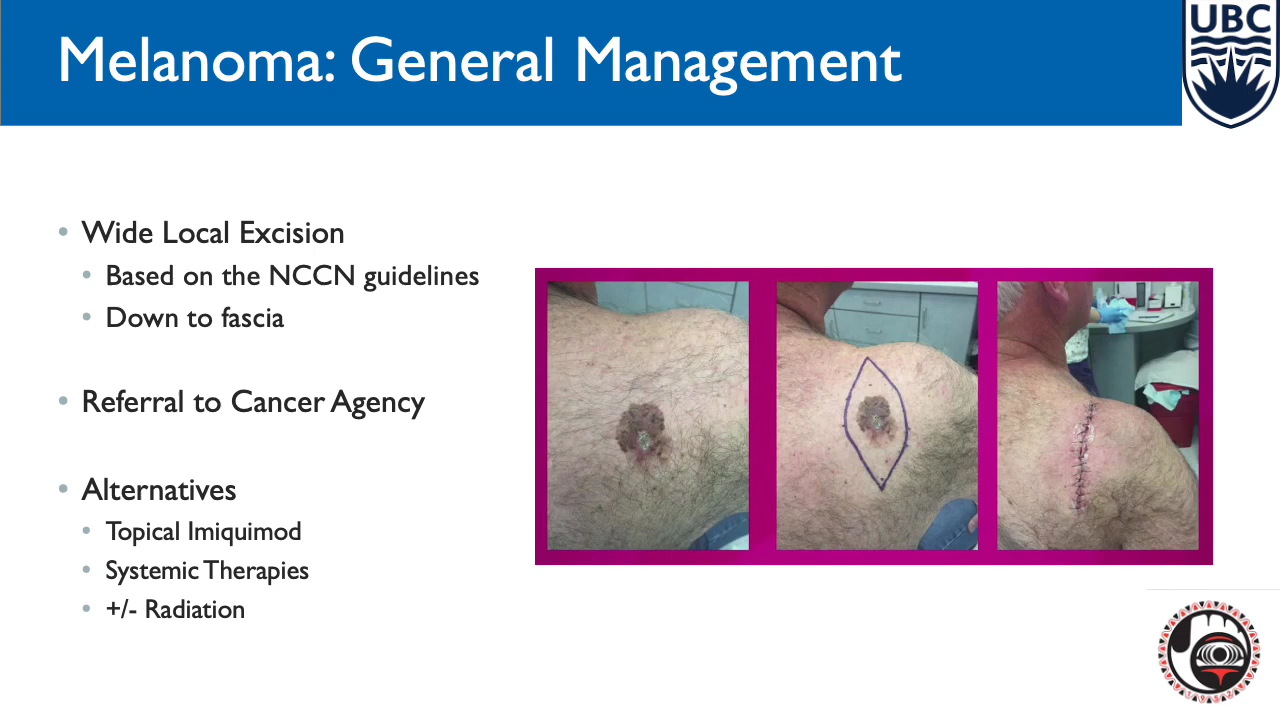 Melanoma: General Management
UBC
• Wide Local Excision
• Based on the NCCN guidelines
• Down to fascia
• Referral to Cancer Agency
• Alternatives
• Topical Imiquimod
• Systemic Therapies
• +/- Radiation